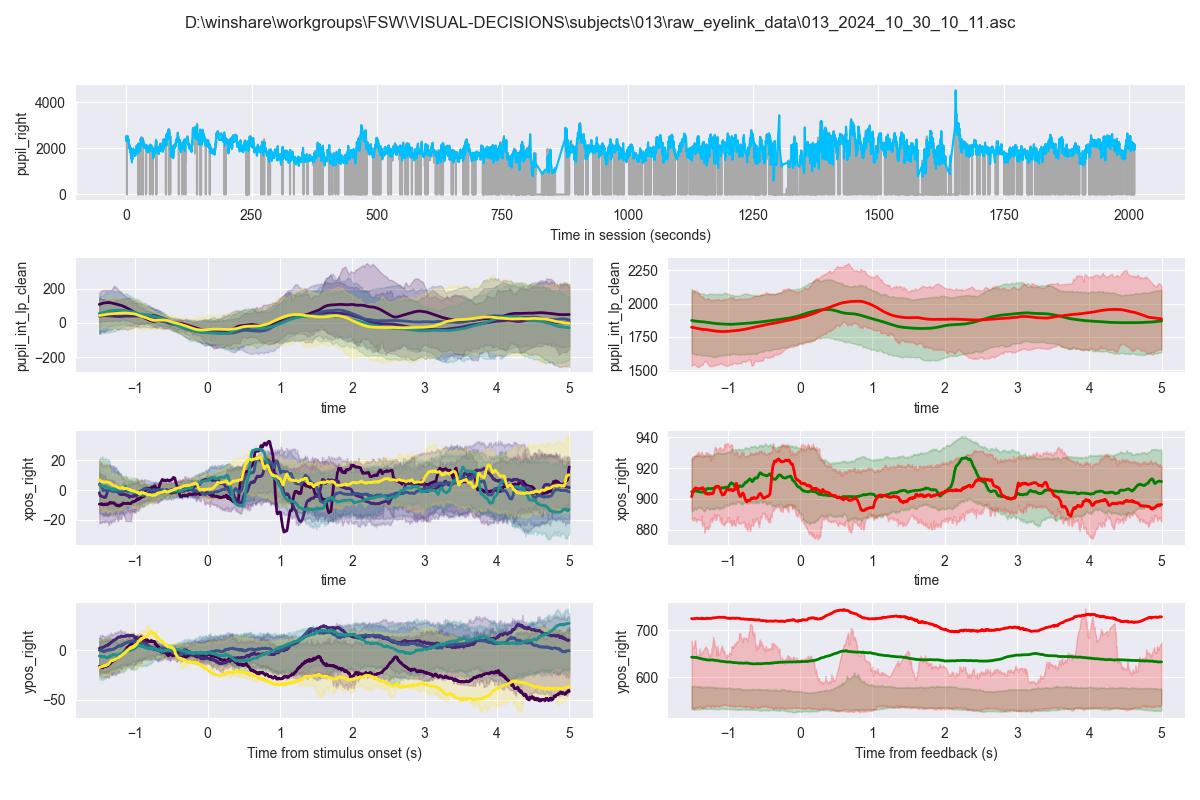 D:\winshare\workgroups\FSW\VISUAL-DECISIONS\subjects\013\raw_eyelink_data\013_2024_10_30_10_11.asc
pupil_right
4000
2000
0
0 250 500 750 1000 1250 1500 1750 2000
Time in session (seconds)
pupil_int_lp_clean
200
0
−200
−1 0 1 2 3 4 5
time
pupil_int_lp_clean
2250
2000
1750
1500
−1 0 1 2 3 4 5
time
xpos_right
20
0
−20
−1 0 1 2 3 4 5
time
xpos_right
940
920
900
880
−1 0 1 2 3 4 5
time
ypos_right
0
−50
−1 0 1 2 3 4 5
Time from stimulus onset (s)
ypos_right
700
600
−1 0 1 2 3 4 5
Time from feedback (s)